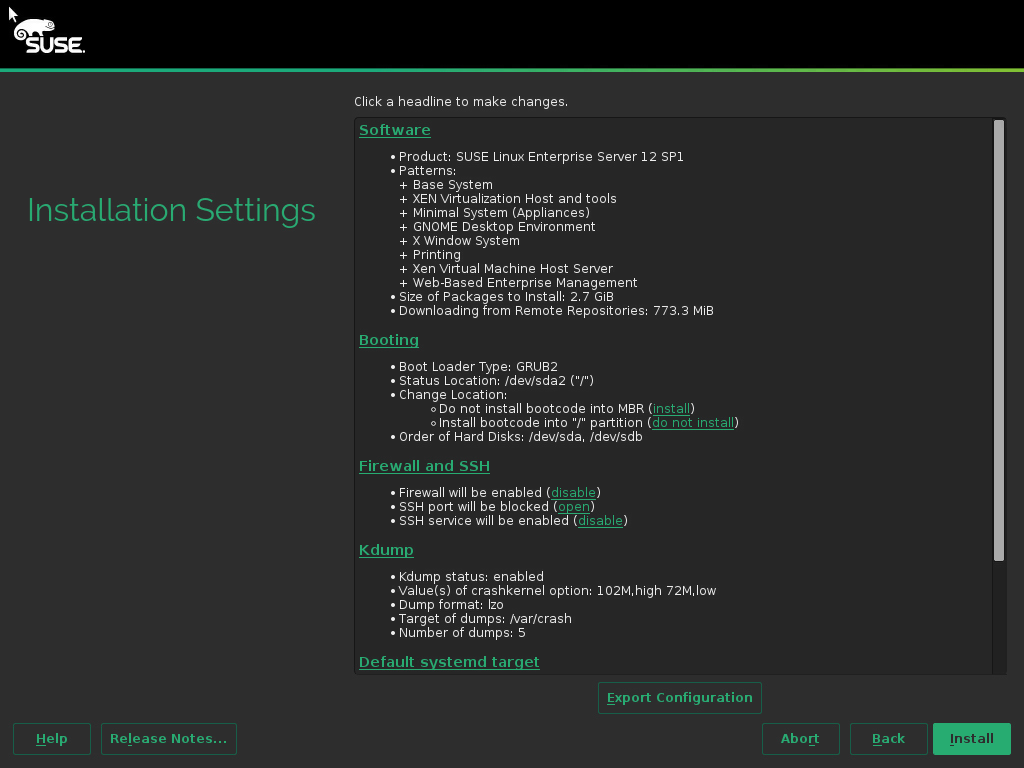 SUSE.
Click a headline to make changes.
Installation Settings
Software
• Product: SUSE Linux Enterprise Server 12 SP1
• Patterns:
+ Base System
+ XEN Virtualization Host and tools
+ Minimal System (Appliances)
+ GNOME Desktop Environment
+ X Window System
+ Printing
+ Xen Virtual Machine Host Server
+ Web-Based Enterprise Management
• Size of Packages to Install: 2.7 GiB
• Downloading from Remote Repositories: 773.3 MiB
Booting
• Boot Loader Type: GRUB2
• Status Location: /dev/sda2 ("/")
• Change Location:
◦ Do not install bootcode into MBR (install)
◦ Install bootcode into "/" partition (do not install)
• Order of Hard Disks: /dev/sda, /dev/sdb
Firewall and SSH
• Firewall will be enabled (disable)
• SSH port will be blocked (open)
• SSH service will be enabled (disable)
Kdump
• Kdump status: enabled
• Value(s) of crashkernel option: 102M,high 72M,low
• Dump format: lzo
• Target of dumps: /var/crash
• Number of dumps: 5
Default systemd target
Export Configuration
Help Release Notes... Abort Back Install